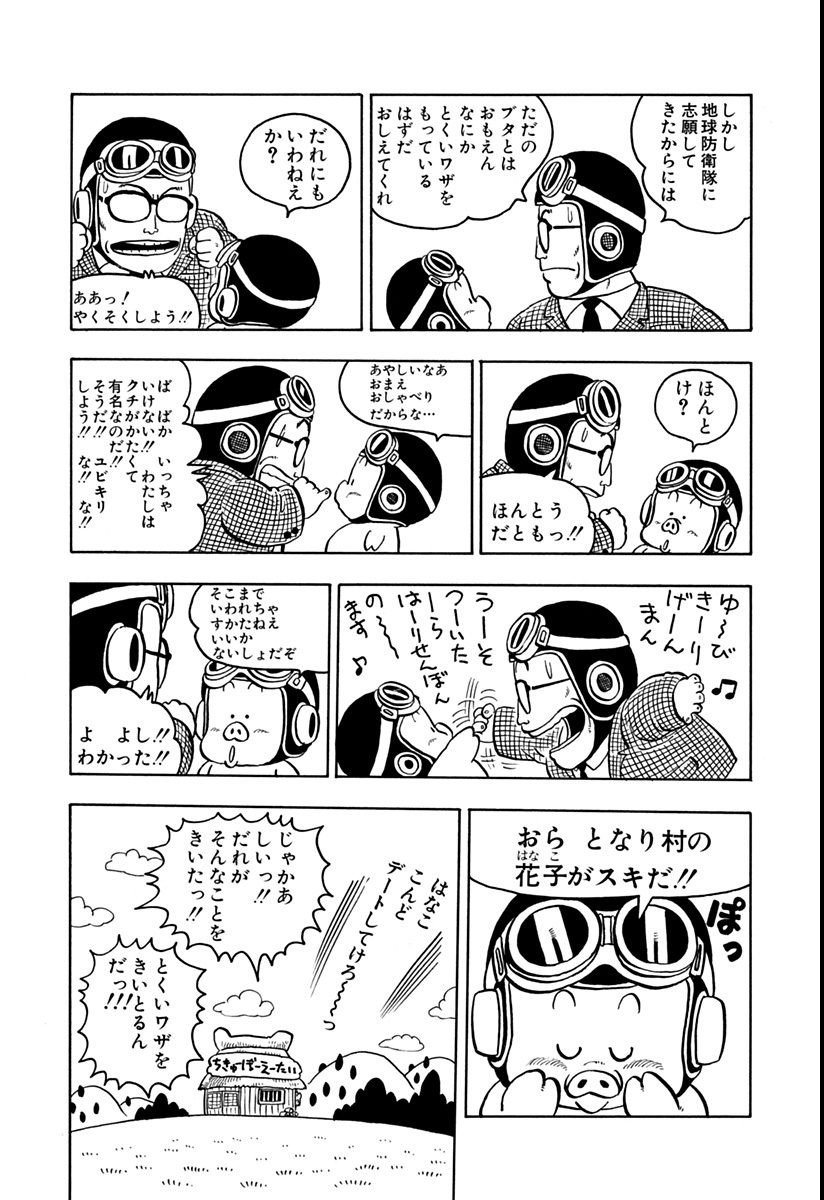 しかし
地球防衛隊に
志願して
きたからには
ただの
ブタとは
おもえん
なにか
とくいワザを
もっている
はずだ
おしえてくれ
だれにも
いわねえ
か?
ああっ!
やくそくしよう!!
ほんと
け?
ほんとう
だともっ!!
あやしいなあ
おまえ
おしゃべり
だからな…
ば ばか いっちゃ
いけない!! わたしは
クチがかたくて
有名なのだ!!
そうだ!! ユビキリ
しよう!! な!! な!!
ゆ〜び
きーり
げーん
まん
うーそ
つーいた
ーら
はーりせんぼん
の〜〜
ます♪
♫
そこまで
いわれちゃ
すかたねえ
いいか
ないしょだぞ
よ よし!!
わかった!!
おら となり村の
花子がスキだ!!
はなこ
ぽっ
はなこ
こんど
デートしてけろ〜〜〜っ
じゃかあ
しいっ!!
だれが
そんなことを
きいたっ!!
とくいワザを
きいとるん
だっ!!!
ちきゅぼーえーたい